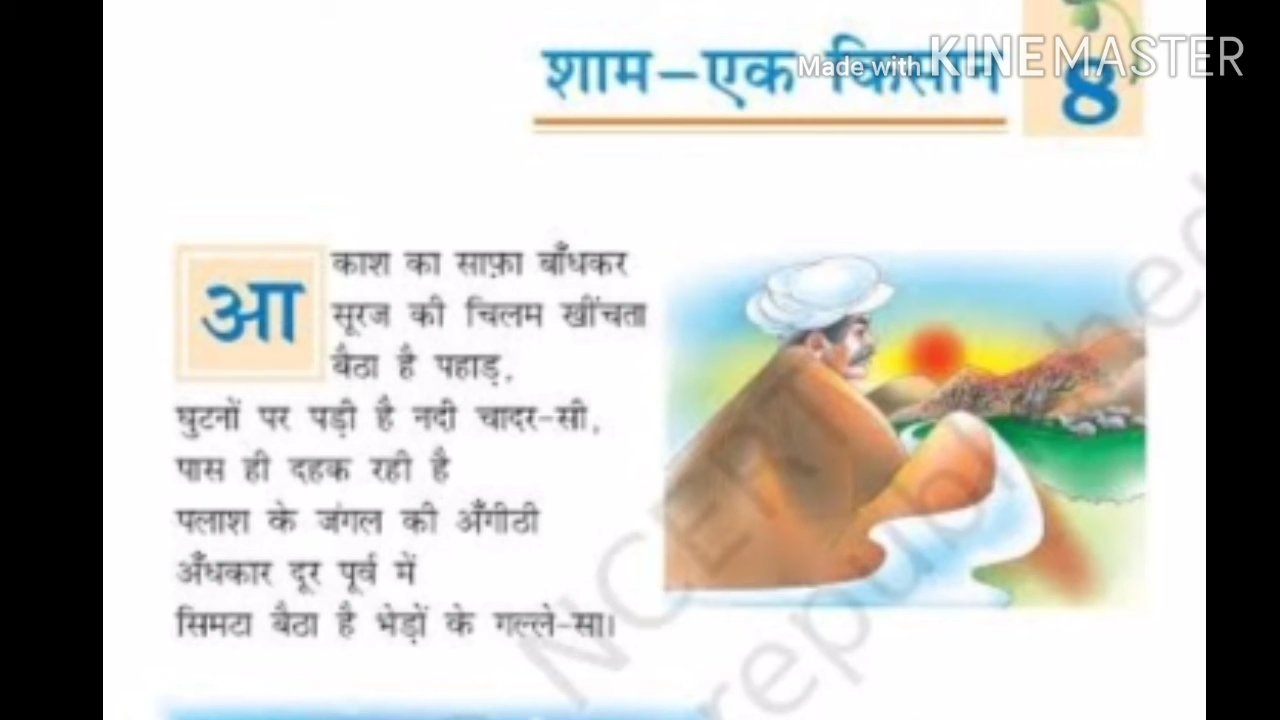 शाम–एक किसान
Made with KINEMASTER
8
आकाश का साफ़ा बाँधकर
सूरज की चिलम खींचता
बैठा है पहाड़,
घुटनों पर पड़ी है नदी चादर-सी,
पास ही दहक रही है
पलाश के जंगल की अँगीठी
अँधकार दूर पूर्व में
सिमटा बैठा है भेड़ों के गल्ले-सा।
NCERT